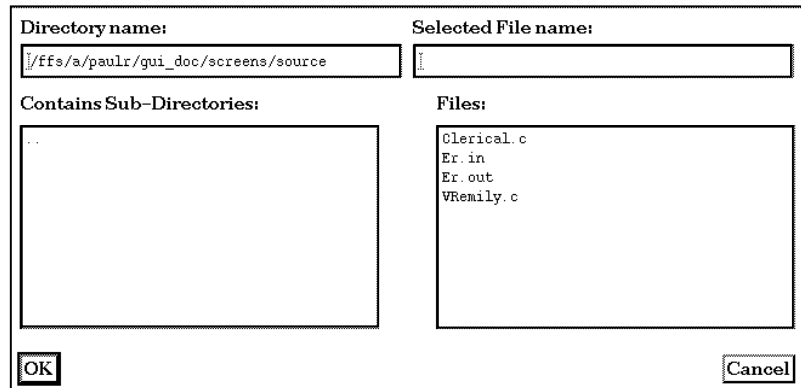 Directory name:
Selected File name:
/ffs/a/paulr/gui_doc/screens/source
Contains Sub-Directories:
Files:
..
Clerical.c
Er.in
Er.out
VRemily.c
OK
Cancel